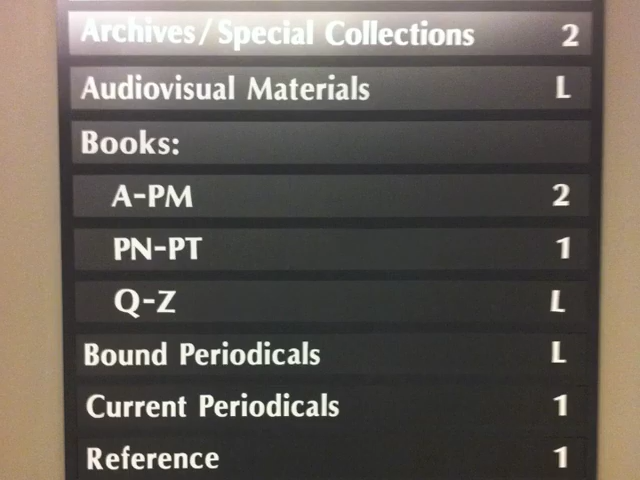 Archives/Special Collections 2
Audiovisual Materials L
Books:
A-PM 2
PN-PT 1
Q-Z L
Bound Periodicals L
Current Periodicals 1
Reference 1